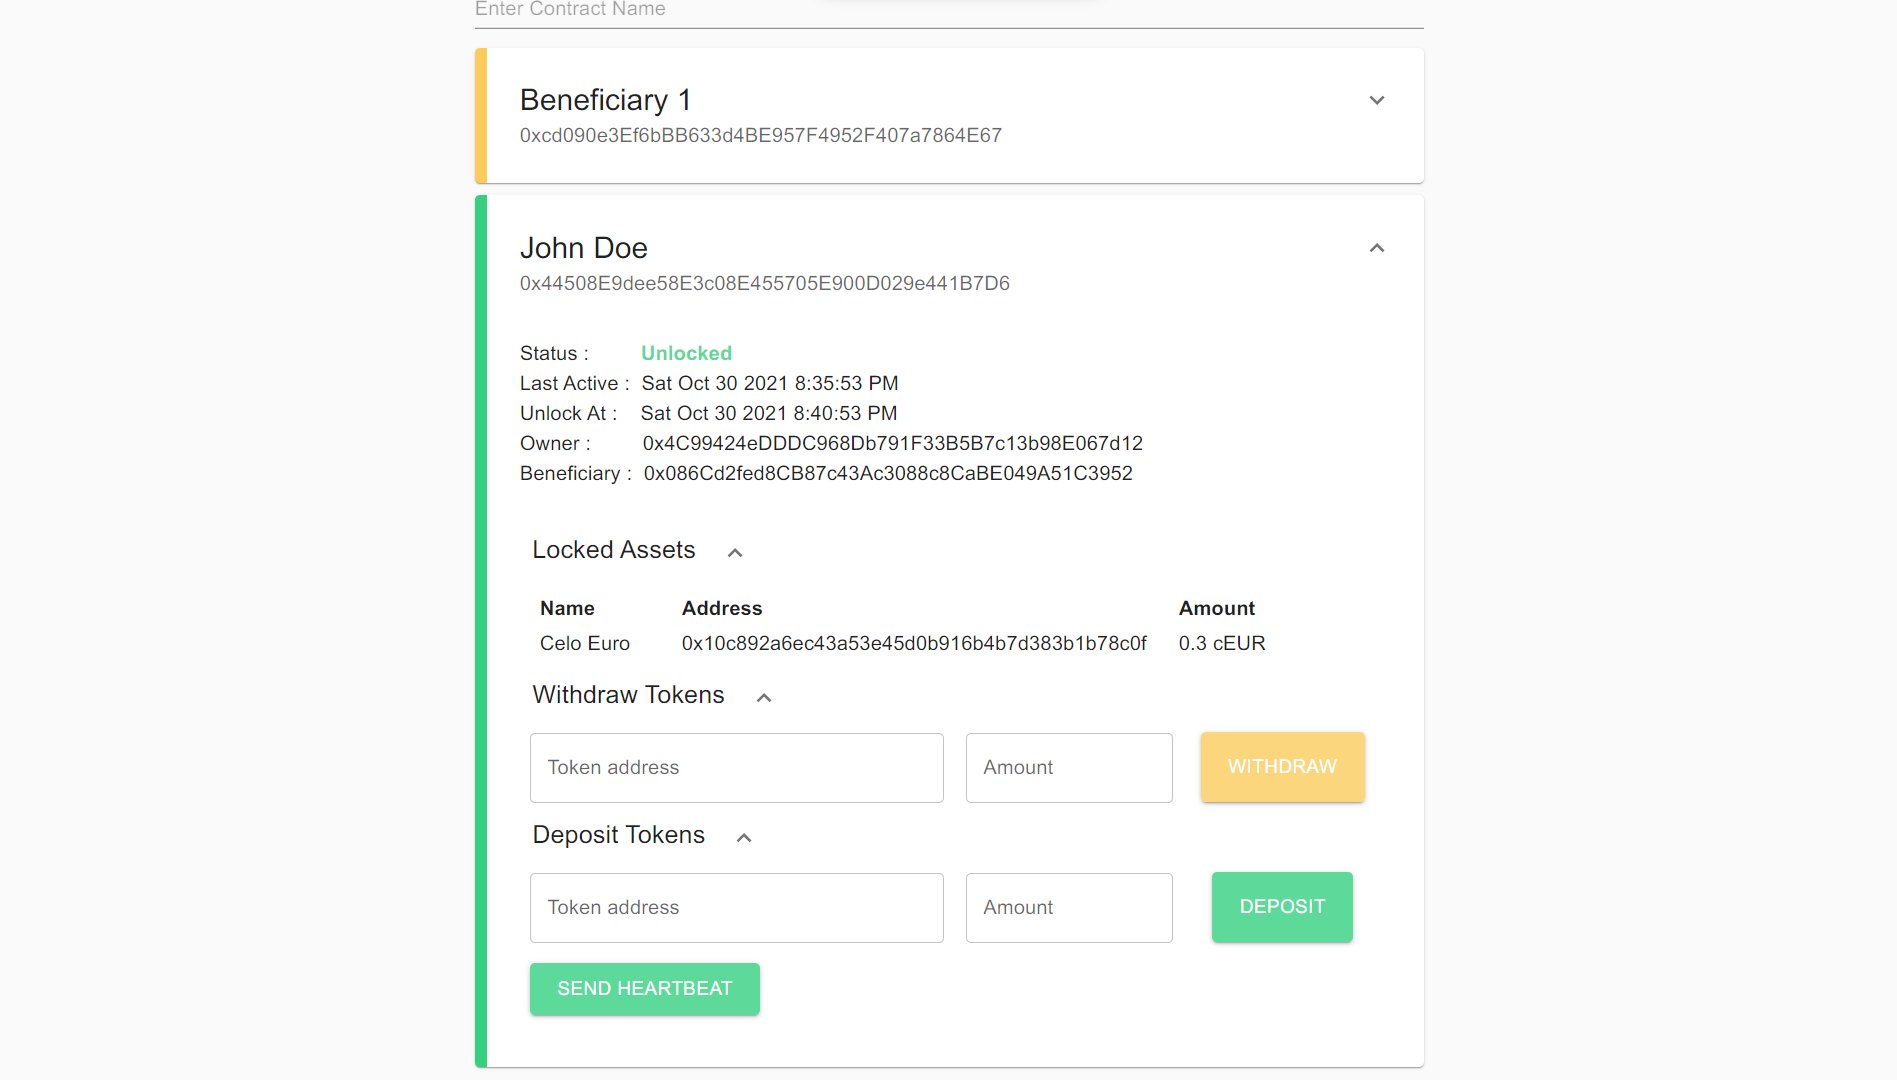 Enter Contract Name
Beneficiary 1
0xcd090e3Ef6bBB633d4BE957F4952F407a7864E67
John Doe
0x44508E9dee58E3c08E455705E900D029e441B7D6
Status : Unlocked
Last Active : Sat Oct 30 2021 8:35:53 PM
Unlock At : Sat Oct 30 2021 8:40:53 PM
Owner : 0x4C99424eDDDC968Db791F33B5B7c13b98E067d12
Beneficiary : 0x086Cd2fed8CB87c43Ac3088c8CaBE049A51C3952
Locked Assets
Name Address Amount
Celo Euro 0x10c892a6ec43a53e45d0b916b4b7d383b1b78c0f 0.3 cEUR
Withdraw Tokens
Token address Amount WITHDRAW
Deposit Tokens
Token address Amount DEPOSIT
SEND HEARTBEAT